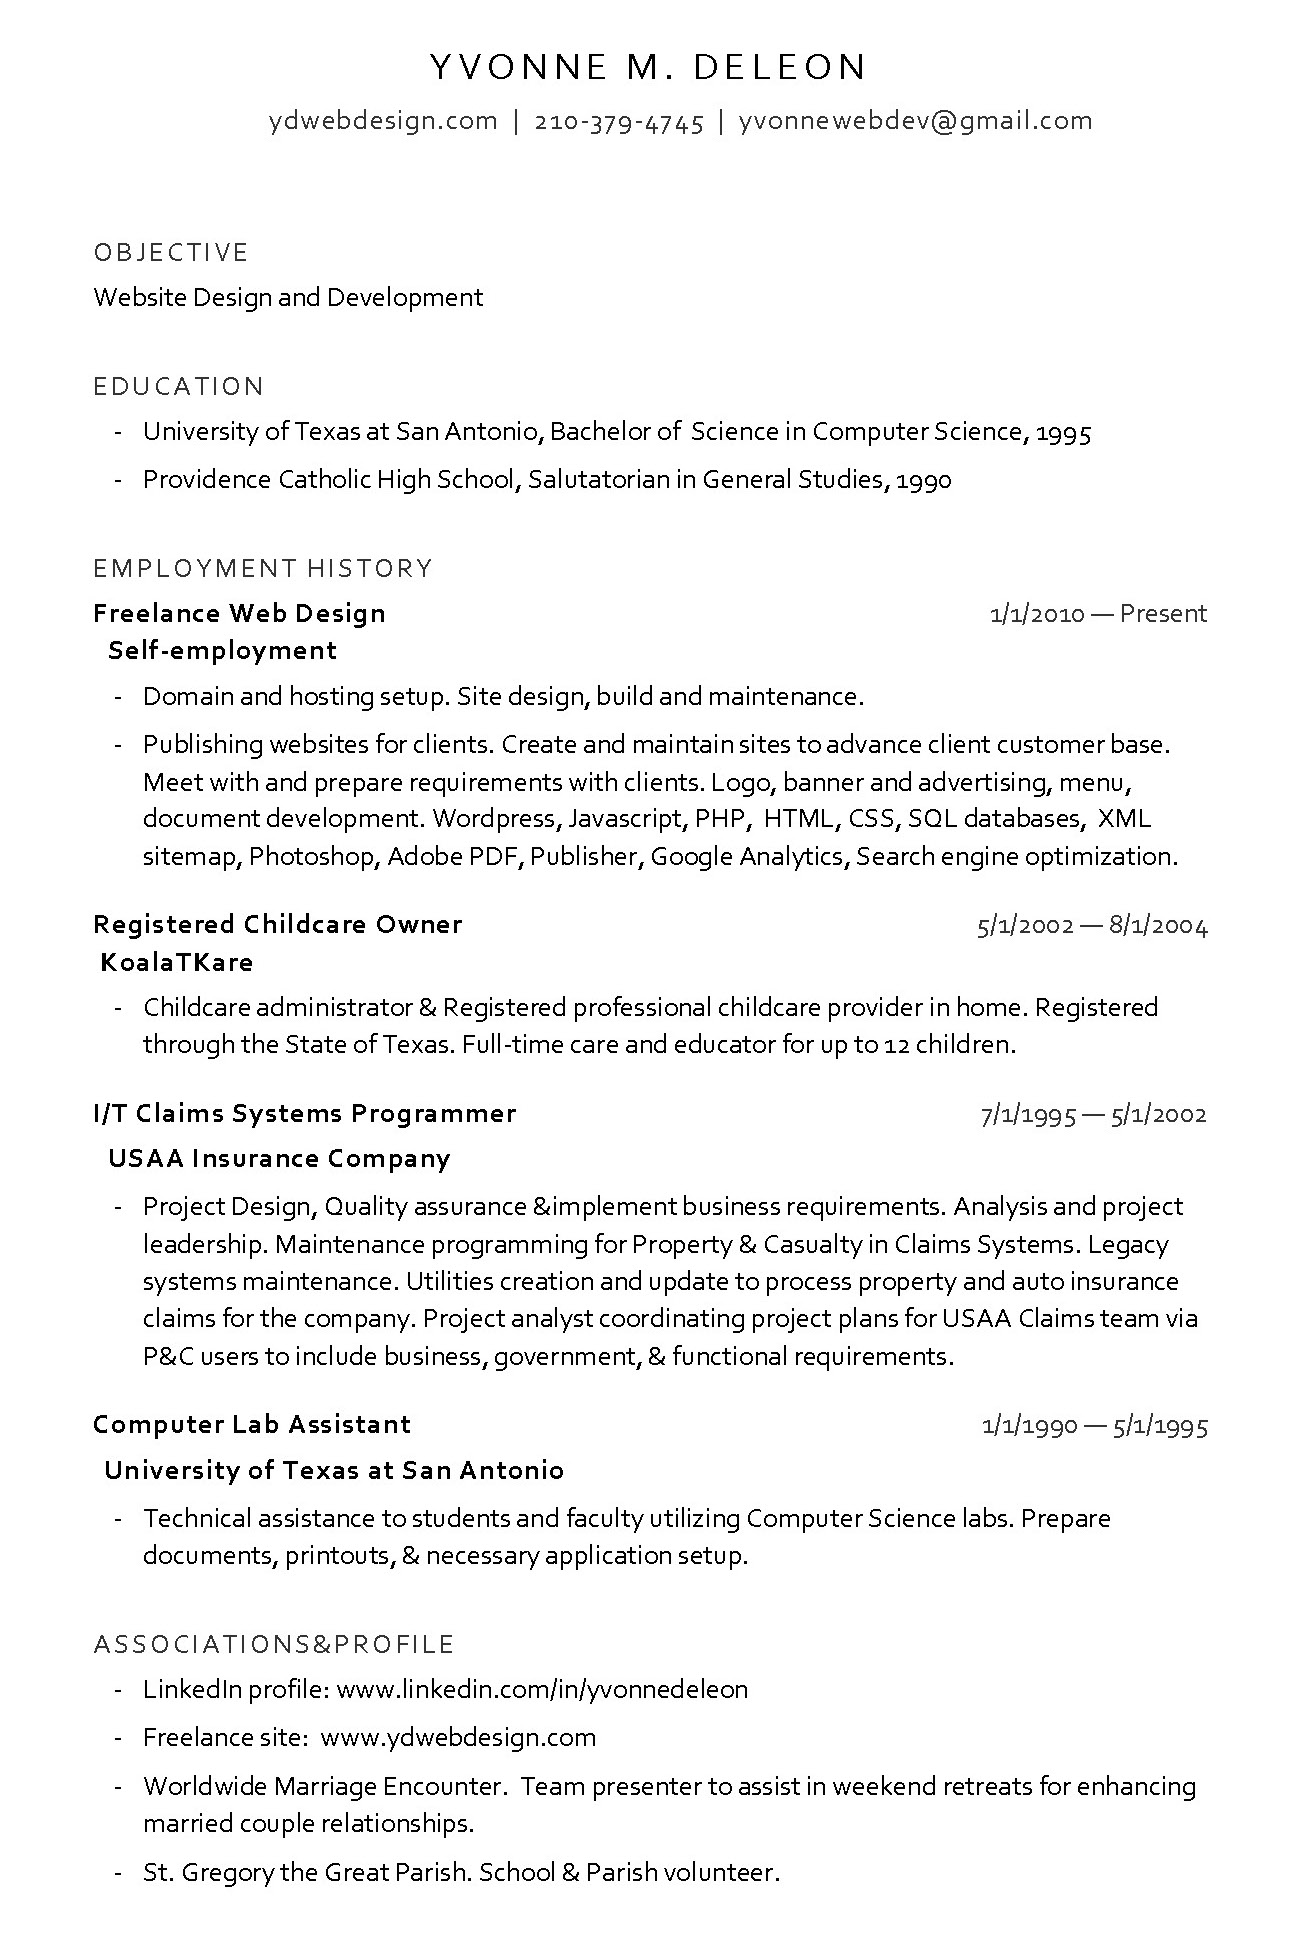 YVONNE M. DELEON
ydwebdesign.com | 210-379-4745 | yvonnewebdev@gmail.com
OBJECTIVE
Website Design and Development
EDUCATION
- University of Texas at San Antonio, Bachelor of Science in Computer Science, 1995
- Providence Catholic High School, Salutatorian in General Studies, 1990
EMPLOYMENT HISTORY
Freelance Web Design 1/1/2010 — Present
Self-employment
- Domain and hosting setup. Site design, build and maintenance.
- Publishing websites for clients. Create and maintain sites to advance client customer base.
Meet with and prepare requirements with clients. Logo, banner and advertising, menu,
document development. Wordpress, Javascript, PHP, HTML, CSS, SQL databases, XML
sitemap, Photoshop, Adobe PDF, Publisher, Google Analytics, Search engine optimization.
Registered Childcare Owner 5/1/2002 — 8/1/2004
KoalaTKare
- Childcare administrator & Registered professional childcare provider in home. Registered
through the State of Texas. Full-time care and educator for up to 12 children.
I/T Claims Systems Programmer 7/1/1995 — 5/1/2002
USAA Insurance Company
- Project Design, Quality assurance &implement business requirements. Analysis and project
leadership. Maintenance programming for Property & Casualty in Claims Systems. Legacy
systems maintenance. Utilities creation and update to process property and auto insurance
claims for the company. Project analyst coordinating project plans for USAA Claims team via
P&C users to include business, government, & functional requirements.
Computer Lab Assistant 1/1/1990 — 5/1/1995
University of Texas at San Antonio
- Technical assistance to students and faculty utilizing Computer Science labs. Prepare
documents, printouts, & necessary application setup.
ASSOCIATIONS&PROFILE
- LinkedIn profile: www.linkedin.com/in/yvonnedeleon
- Freelance site: www.ydwebdesign.com
- Worldwide Marriage Encounter. Team presenter to assist in weekend retreats for enhancing
married couple relationships.
- St. Gregory the Great Parish. School & Parish volunteer.